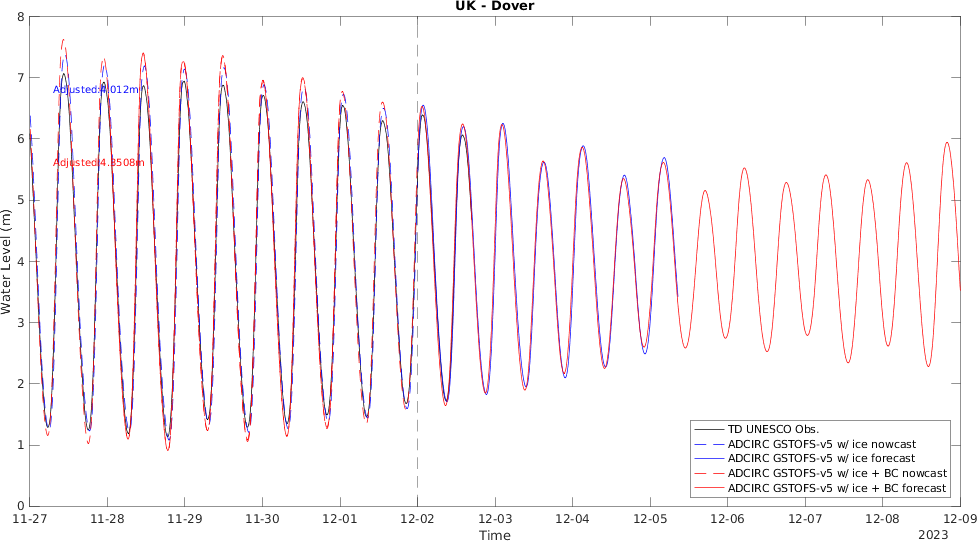 UK - Dover
8
7
Adjusted:4.012m
6
Adjusted:4.3508m
5
4
3
2
1
0
Water Level (m)
TD UNESCO Obs.
ADCIRC GSTOFS-v5 w/ ice nowcast
ADCIRC GSTOFS-v5 w/ ice forecast
ADCIRC GSTOFS-v5 w/ ice + BC nowcast
ADCIRC GSTOFS-v5 w/ ice + BC forecast
11-27 11-28 11-29 11-30 12-01 12-02 12-03 12-04 12-05 12-06 12-07 12-08 12-09
Time
2023